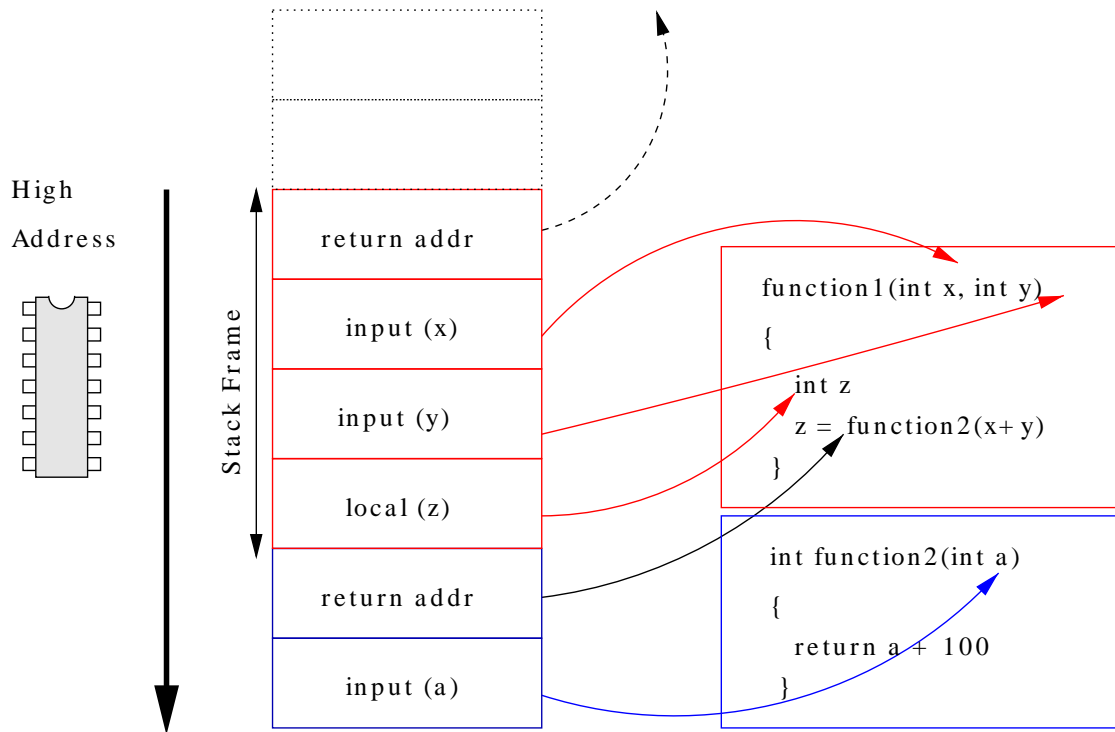 High
Address
Stack Frame
return addr
input (x)
input (y)
local (z)
return addr
input (a)
function1(int x, int y)
{
int z
z = function2(x+y)
}
int function2(int a)
{
return a + 100
}